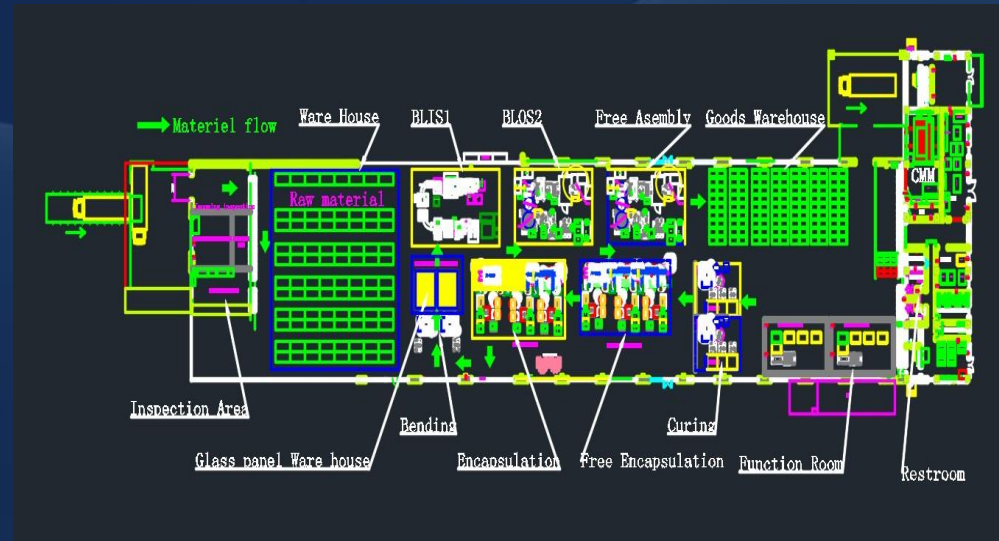 Ware House
BLIS1
BLOS2
Free Asembly
Goods Warehouse
Materiel flow
CMM
Raw material
Inspection Area
Bending
Curing
Glass panel Ware house
Encapsulation
Free Encapsulation
Function Room
Restroom